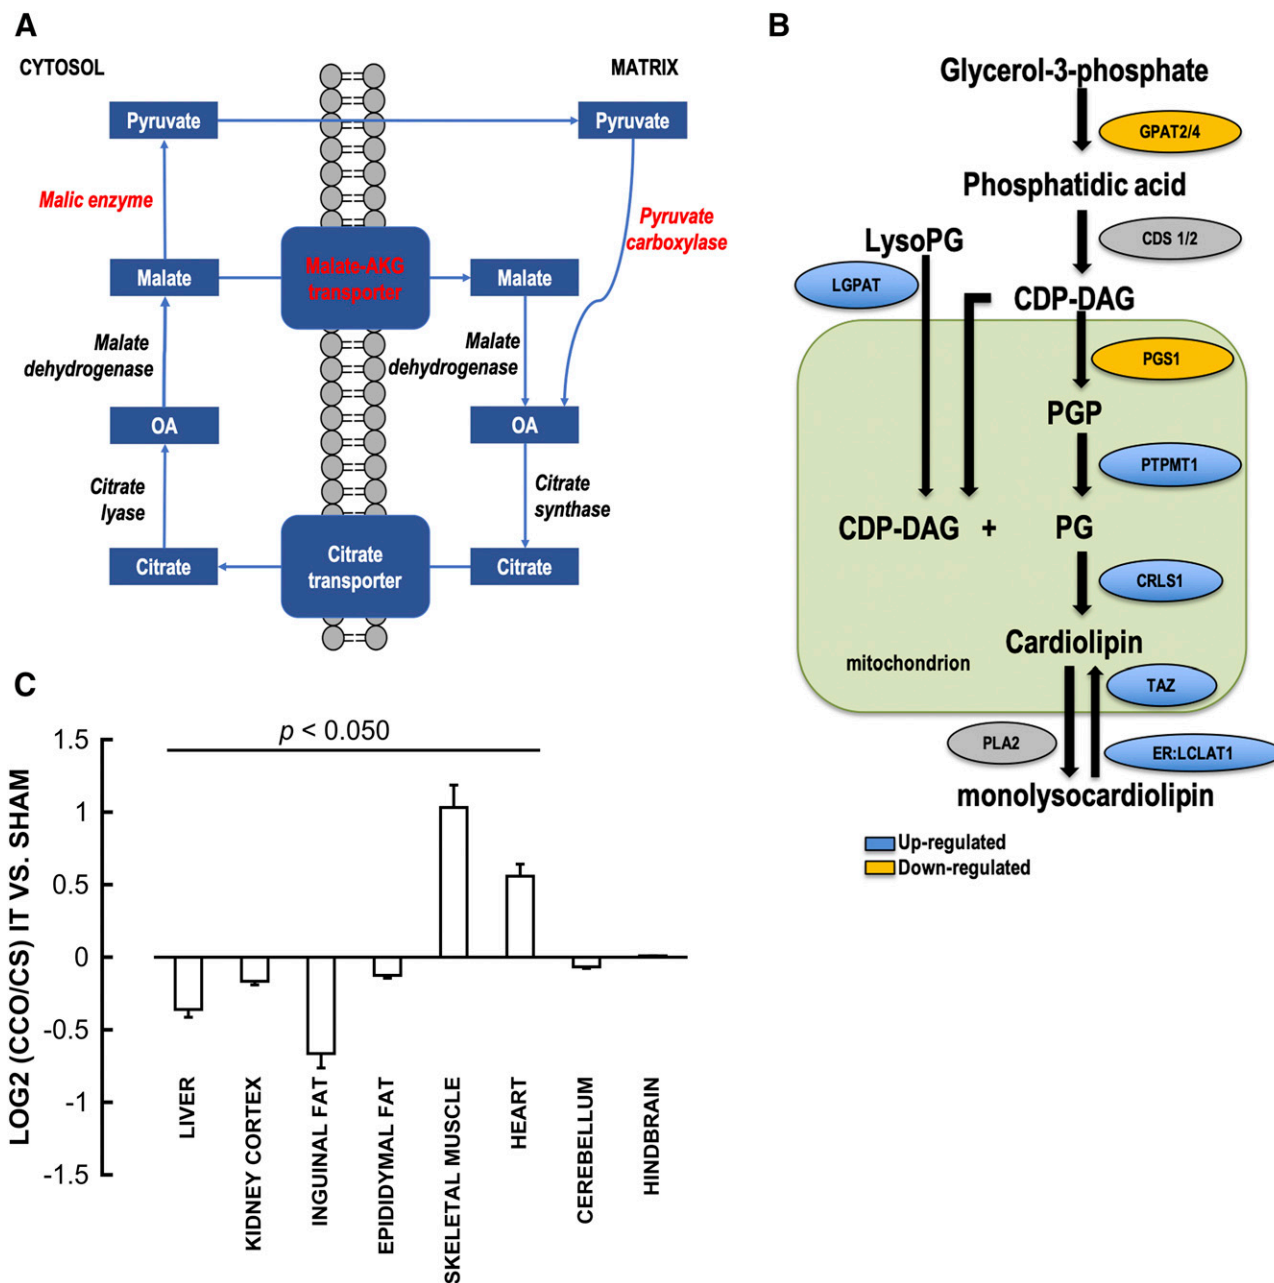 A
CYTOSOL
MATRIX
Pyruvate
Pyruvate
Malic enzyme
Pyruvate
carboxylase
Malate-AKG
transporter
Malate
Malate
Malate
dehydrogenase
Malate
dehydrogenase
OA
OA
Citrate
lyase
Citrate
synthase
Citrate
transporter
Citrate
Citrate
B
Glycerol-3-phosphate
GPAT2/4
Phosphatidic acid
CDS 1/2
LysoPG
LGPAT
CDP-DAG
PGS1
PGP
PTPMT1
CDP-DAG + PG
CRLS1
Cardiolipin
mitochondrion
TAZ
PLA2
ER:LCLAT1
monolysocardiolipin
Up-regulated
Down-regulated
C
p < 0.050
LOG2 (CCO/CS) IT VS. SHAM
1.5
1
0.5
0
-0.5
-1
-1.5
LIVER
KIDNEY CORTEX
INGUINAL FAT
EPIDIDYMAL FAT
SKELETAL MUSCLE
HEART
CEREBELLUM
HINDBRAIN